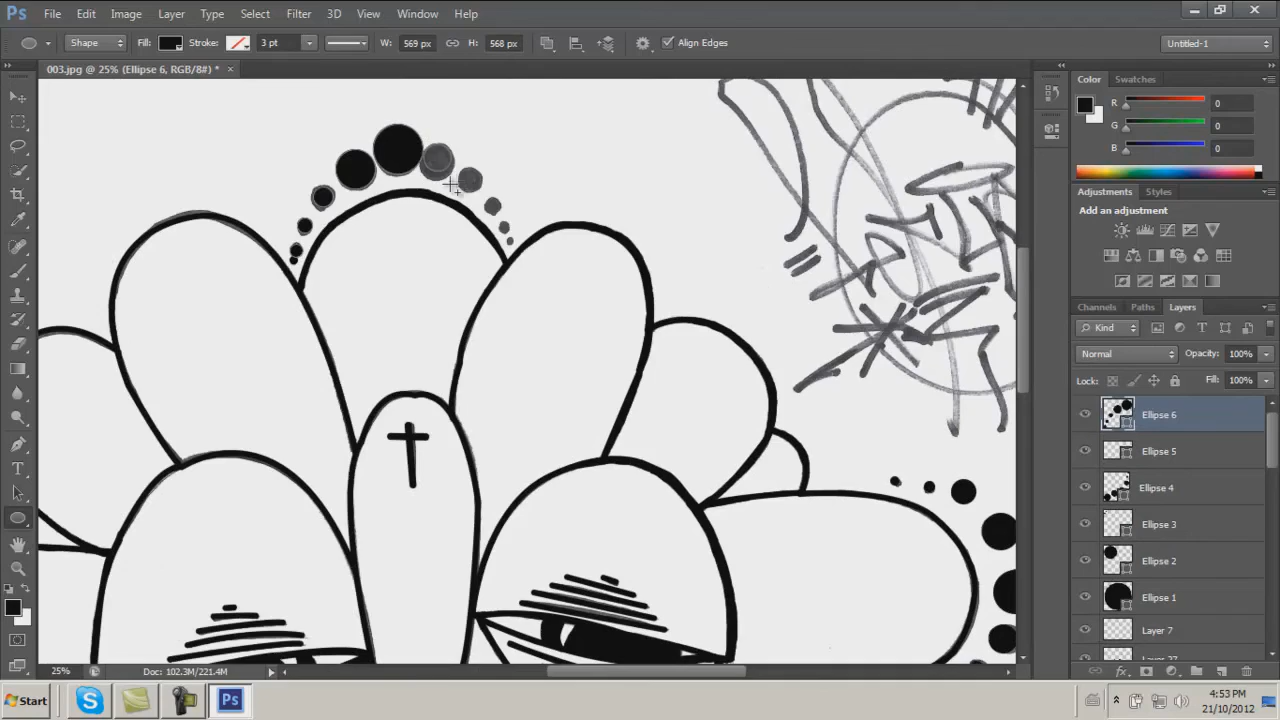 Ps File Edit Image Layer Type Select Filter 3D View Window Help
Shape Fill: Stroke: 3 pt W: 569 px H: 568 px Align Edges Untitled-1
003.jpg @ 25% (Ellipse 6, RGB/8#) * ×
Color Swatches
R 0
G 0
B 0
Adjustments Styles
Add an adjustment
Channels Paths Layers
Kind
Normal Opacity: 100%
Lock: Fill: 100%
Ellipse 6
Ellipse 5
Ellipse 4
Ellipse 3
Ellipse 2
Ellipse 1
Layer 7
25% Doc: 102.3M/221.4M
Start Ps 4:53 PM
21/10/2012